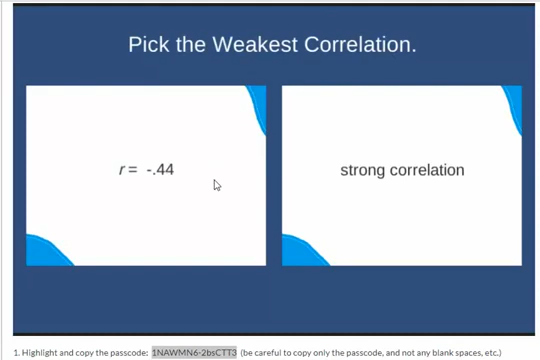 Pick the Weakest Correlation.
r = -.44
strong correlation
1. Highlight and copy the passcode: 1NAWMN6-2bsCTT3 (be careful to copy only the passcode, and not any blank spaces, etc.)